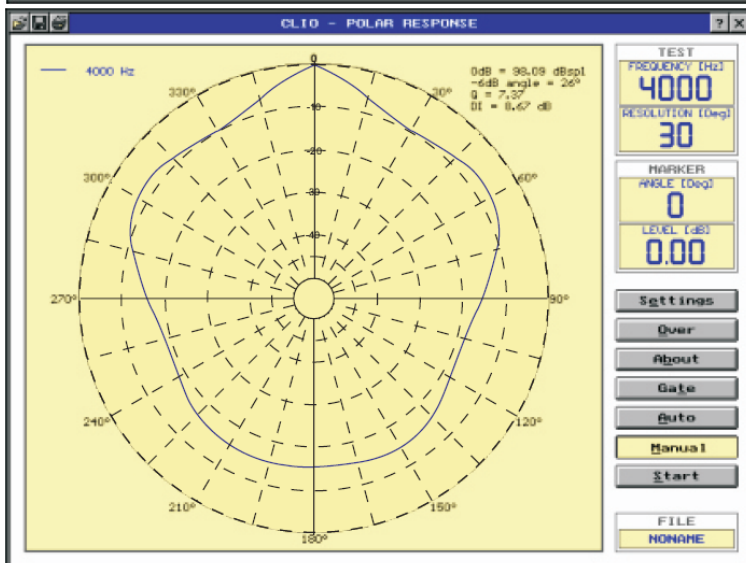 CLIO - POLAR RESPONSE
? X
4000 Hz
0dB = 98.09 dBspl
-6dB angle = 26°
Q = 7.37
DI = 8.67 dB
0
330°
30°
-10
-20
300°
60°
-30
-40
270°
90°
240°
120°
210°
150°
180°
TEST
FREQUENCY [Hz]
4000
RESOLUTION [Deg]
30
MARKER
ANGLE [Deg]
0
LEVEL [dB]
0.00
Settings
Over
About
Gate
Auto
Manual
Start
FILE
NONAME